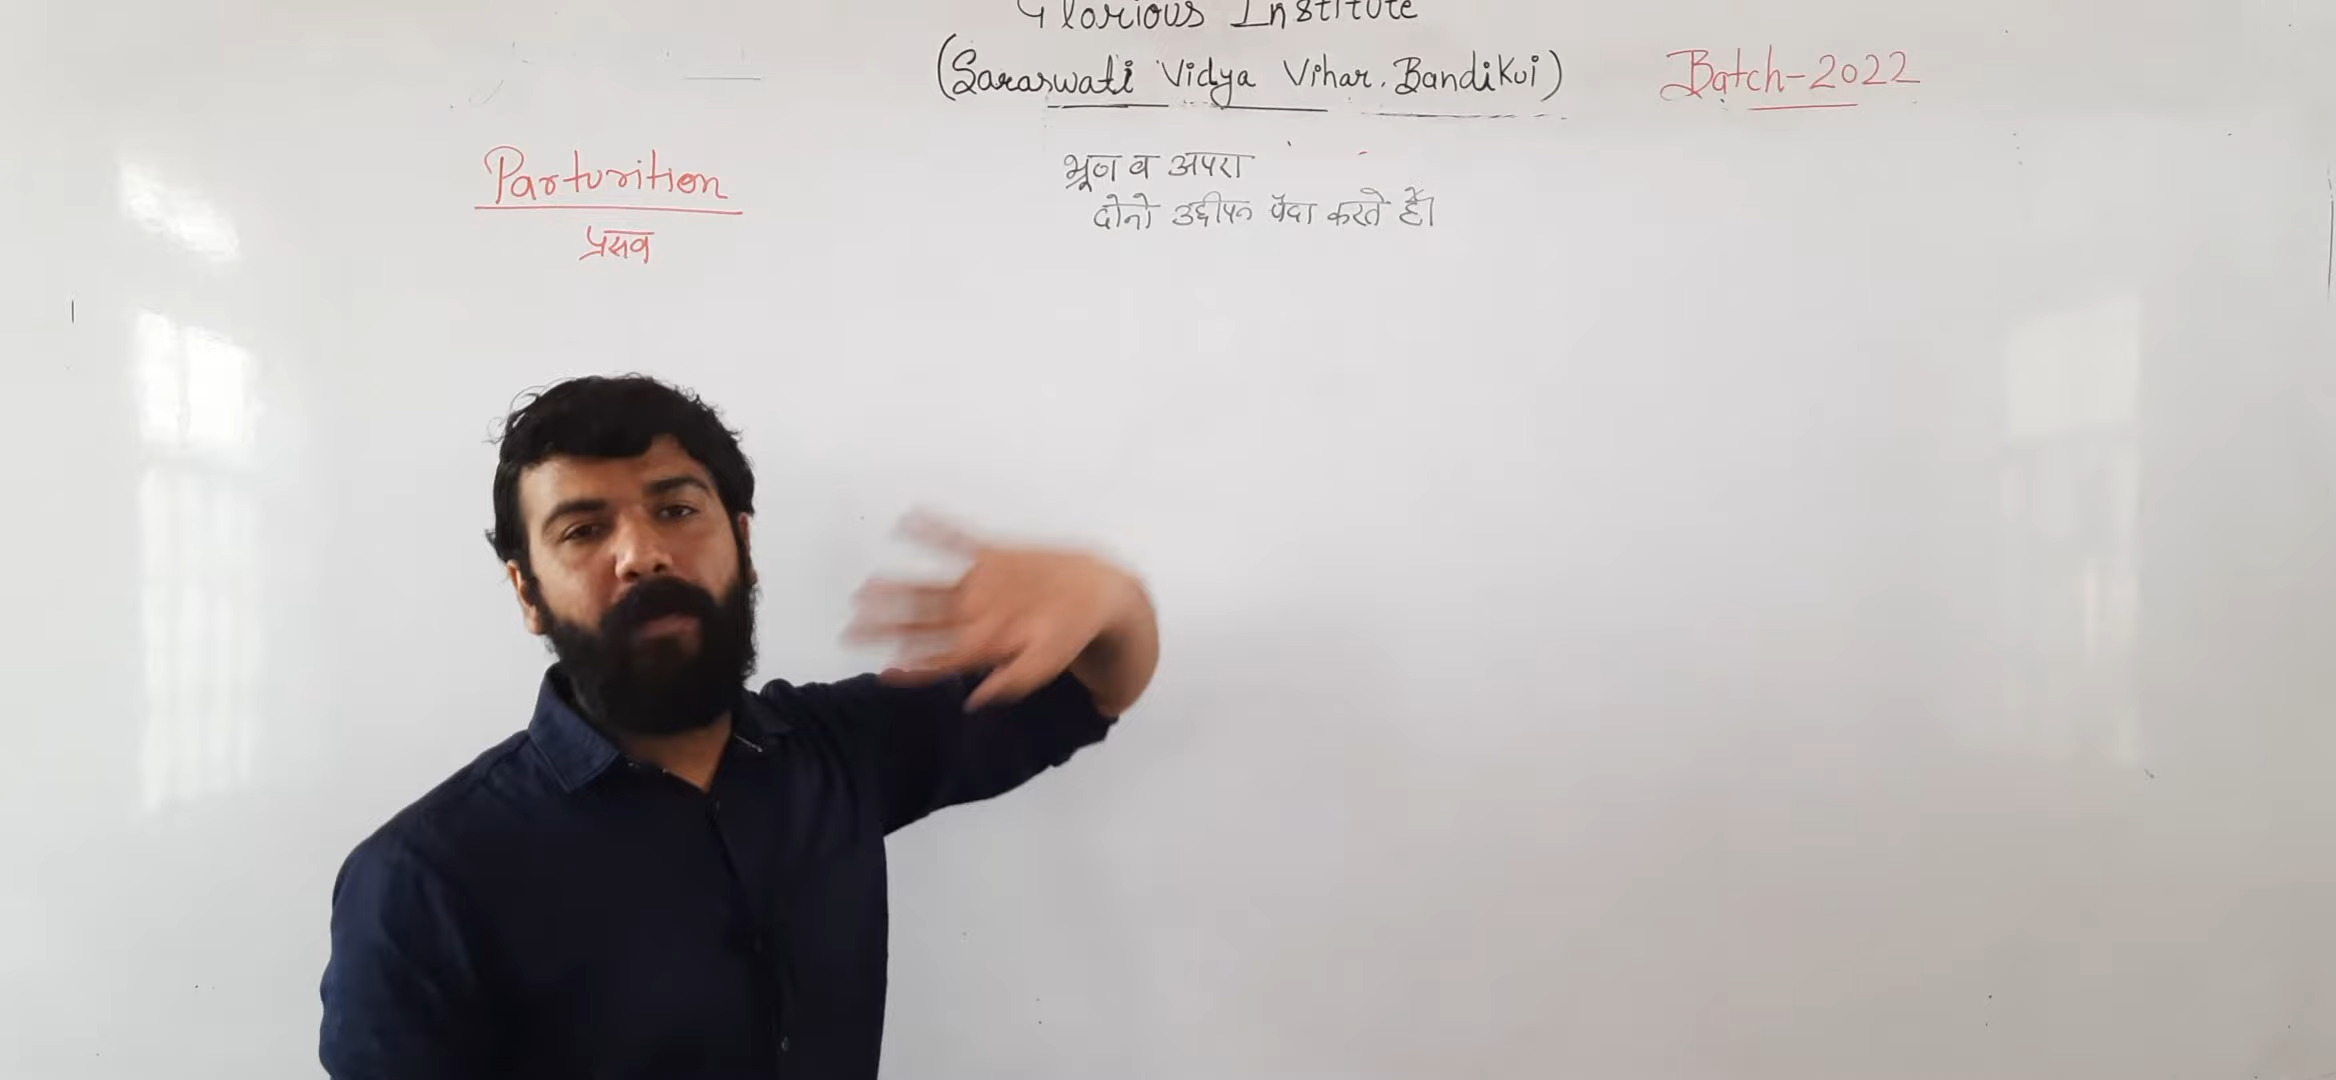 Glorious Institute
(Saraswati Vidya Vihar, Bandikui) Batch-2022
Parturition
प्रसव
भ्रूण व अपरा
दोनो उद्दीपन पैदा करते हैं।